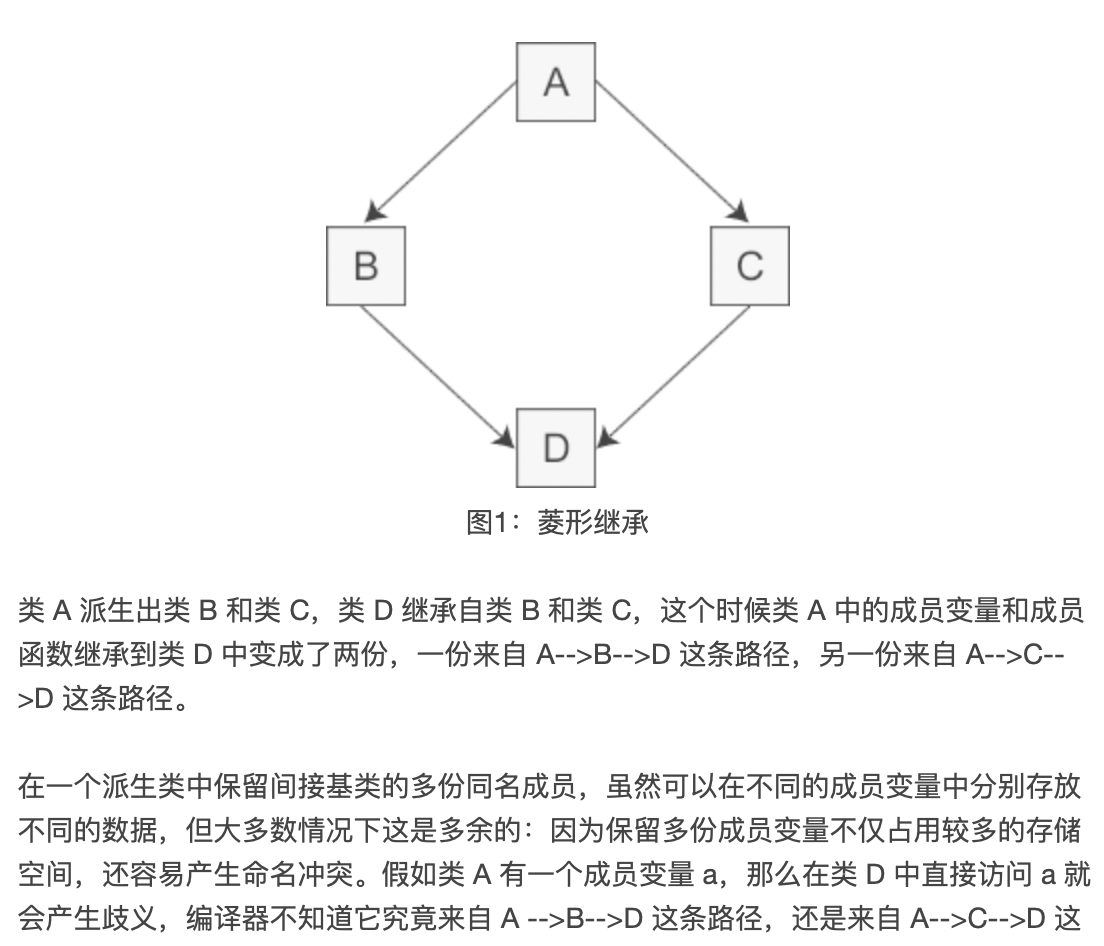 A
B
C
D
图1：菱形继承
类 A 派生出类 B 和类 C，类 D 继承自类 B 和类 C，这个时候类 A 中的成员变量和成员
函数继承到类 D 中变成了两份，一份来自 A-->B-->D 这条路径，另一份来自 A-->C--
>D 这条路径。
在一个派生类中保留间接基类的多份同名成员，虽然可以在不同的成员变量中分别存放
不同的数据，但大多数情况下这是多余的：因为保留多份成员变量不仅占用较多的存储
空间，还容易产生命名冲突。假如类 A 有一个成员变量 a，那么在类 D 中直接访问 a 就
会产生歧义，编译器不知道它究竟来自 A -->B-->D 这条路径，还是来自 A-->C-->D 这